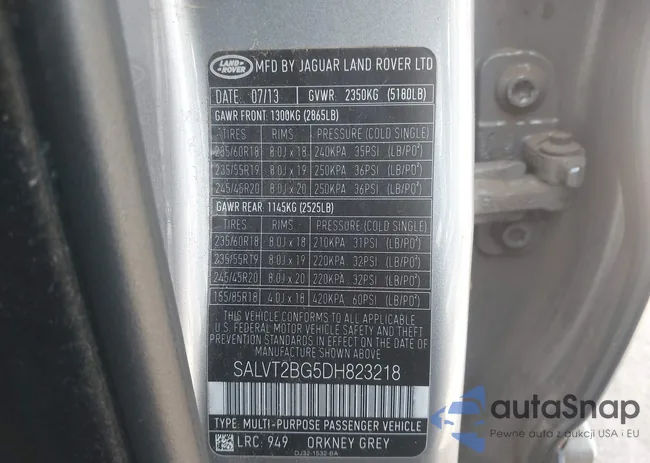 LAND ROVER MFD BY JAGUAR LAND ROVER LTD
DATE: 07/13 GVWR: 2350KG (5180LB)
GAWR FRONT: 1300KG (2865LB)
TIRES RIMS PRESSURE (COLD SINGLE)
235/60R18 8.0J x 18 240KPA 35PSI (LB/PO²)
235/55R19 8.0J x 19 250KPA 36PSI (LB/PO²)
245/45R20 8.0J x 20 250KPA 36PSI (LB/PO²)
GAWR REAR: 1145KG (2525LB)
TIRES RIMS PRESSURE (COLD SINGLE)
235/60R18 8.0J x 18 210KPA 31PSI (LB/PO²)
235/55R19 8.0J x 19 220KPA 32PSI (LB/PO²)
245/45R20 8.0J x 20 220KPA 32PSI (LB/PO²)
165/85R18 4.0J x 18 420KPA 60PSI (LB/PO²)
THIS VEHICLE CONFORMS TO ALL APPLICABLE
U.S. FEDERAL MOTOR VEHICLE SAFETY AND THEFT
PREVENTION STANDARDS IN EFFECT ON THE DATE
OF MANUFACTURE SHOWN ABOVE
SALVT2BG5DH823218
TYPE: MULTI-PURPOSE PASSENGER VEHICLE
LRC: 949 ORKNEY GREY
DJ32-1532-BA
autoSnap
Pewne auta z aukcji USA i EU